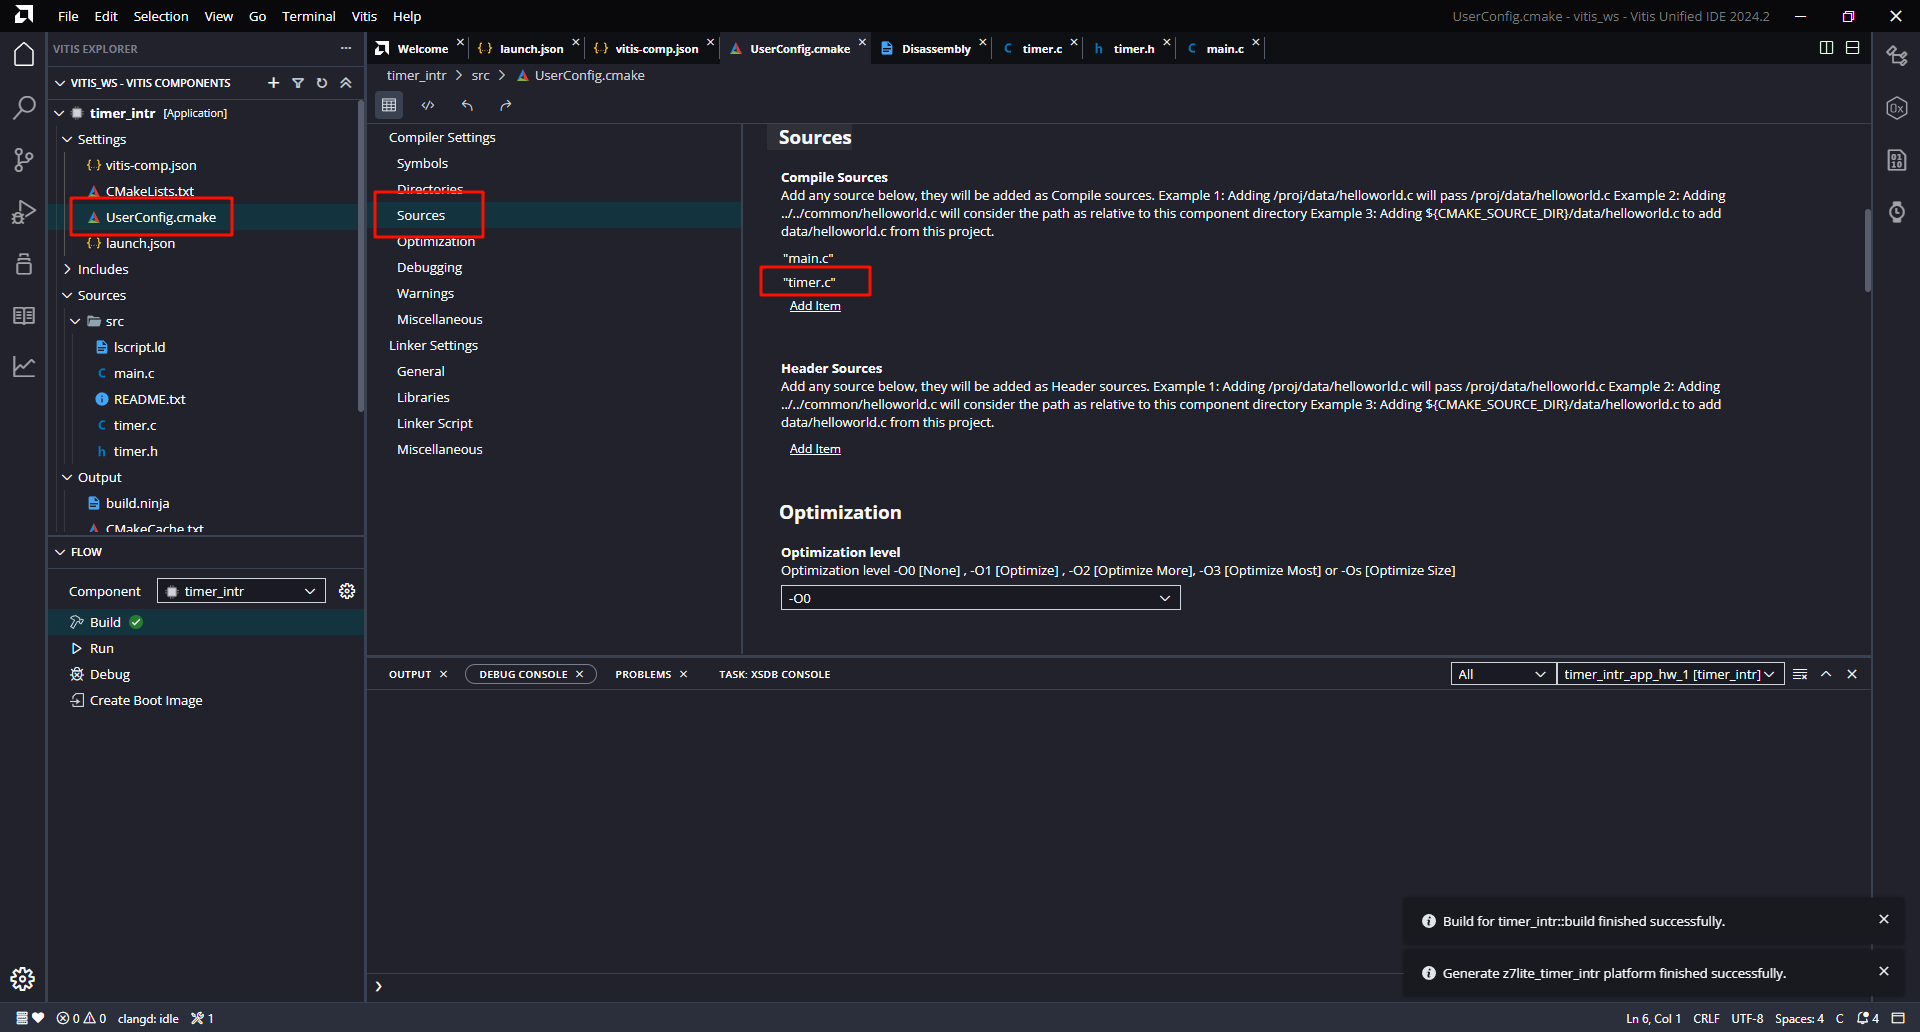 File Edit Selection View Go Terminal Vitis Help
UserConfig.cmake - vitis_ws - Vitis Unified IDE 2024.2
VITIS EXPLORER
VITIS_WS - VITIS COMPONENTS
timer_intr [Application]
Settings
vitis-comp.json
CMakeLists.txt
UserConfig.cmake
launch.json
Includes
Sources
src
lscript.ld
main.c
README.txt
timer.c
timer.h
Output
build.ninja
CMakeCache.txt
FLOW
Component timer_intr
Build
Run
Debug
Create Boot Image
Welcome launch.json vitis-comp.json UserConfig.cmake Disassembly timer.c timer.h main.c
timer_intr > src > UserConfig.cmake
Compiler Settings
Symbols
Directories
Sources
Optimization
Debugging
Warnings
Miscellaneous
Linker Settings
General
Libraries
Linker Script
Miscellaneous
Sources
Compile Sources
Add any source below, they will be added as Compile sources. Example 1: Adding /proj/data/helloworld.c will pass /proj/data/helloworld.c Example 2: Adding
../../common/helloworld.c will consider the path as relative to this component directory Example 3: Adding ${CMAKE_SOURCE_DIR}/data/helloworld.c to add
data/helloworld.c from this project.
"main.c"
"timer.c"
Add Item
Header Sources
Add any source below, they will be added as Header sources. Example 1: Adding /proj/data/helloworld.c will pass /proj/data/helloworld.c Example 2: Adding
../../common/helloworld.c will consider the path as relative to this component directory Example 3: Adding ${CMAKE_SOURCE_DIR}/data/helloworld.c to add
data/helloworld.c from this project.
Add Item
Optimization
Optimization level
Optimization level -O0 [None] , -O1 [Optimize] , -O2 [Optimize More], -O3 [Optimize Most] or -Os [Optimize Size]
-O0
OUTPUT DEBUG CONSOLE PROBLEMS TASK: XSDB CONSOLE
All timer_intr_app_hw_1 [timer_intr]
Build for timer_intr::build finished successfully.
Generate z7lite_timer_intr platform finished successfully.
0 0 clangd: idle 1
Ln 6, Col 1 CRLF UTF-8 Spaces: 4 C 4